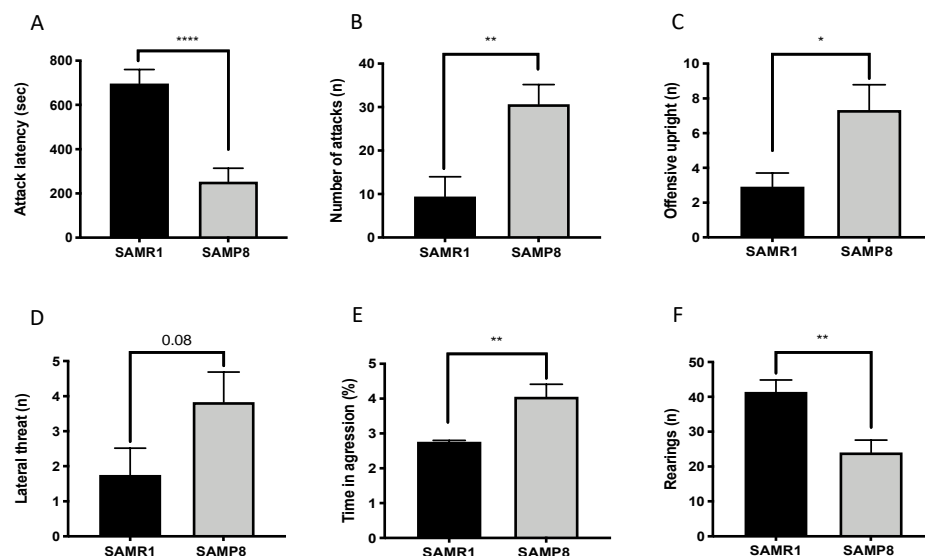 A
Attack latency (sec)
800
600
400
200
0
****
SAMR1 SAMP8
B
Number of attacks (n)
40
30
20
10
0
**
SAMR1 SAMP8
C
Offensive upright (n)
10
8
6
4
2
0
*
SAMR1 SAMP8
D
Lateral threat (n)
5
4
3
2
1
0
0.08
SAMR1 SAMP8
E
Time in agression (%)
5
4
3
2
1
0
**
SAMR1 SAMP8
F
Rearings (n)
50
40
30
20
10
0
**
SAMR1 SAMP8